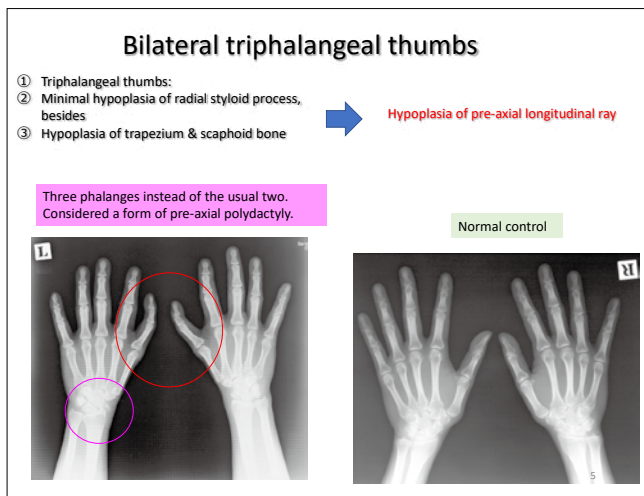 Bilateral triphalangeal thumbs
① Triphalangeal thumbs:
② Minimal hypoplasia of radial styloid process,
besides
③ Hypoplasia of trapezium & scaphoid bone
Hypoplasia of pre-axial longitudinal ray
Three phalanges instead of the usual two.
Considered a form of pre-axial polydactyly.
Normal control
L
R
5